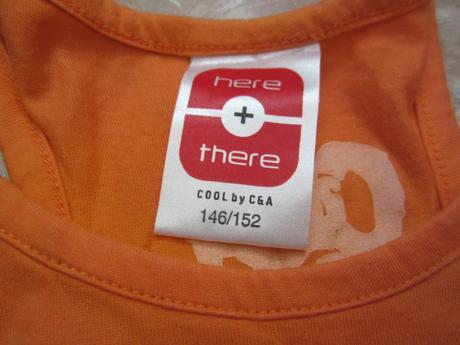 here
+
there
COOL by C&A
146/152